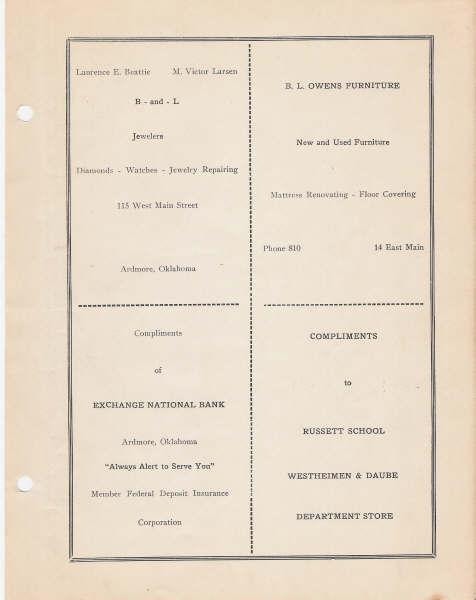 Laurence E. Beattie M. Victor Larsen
B - and - L
Jewelers
Diamonds - Watches - Jewelry Repairing
115 West Main Street
Ardmore, Oklahoma
B. L. OWENS FURNITURE
New and Used Furniture
Mattress Renovating - Floor Covering
Phone 810 14 East Main
Compliments
of
EXCHANGE NATIONAL BANK
Ardmore, Oklahoma
"Always Alert to Serve You"
Member Federal Deposit Insurance
Corporation
COMPLIMENTS
to
RUSSETT SCHOOL
WESTHEIMEN & DAUBE
DEPARTMENT STORE